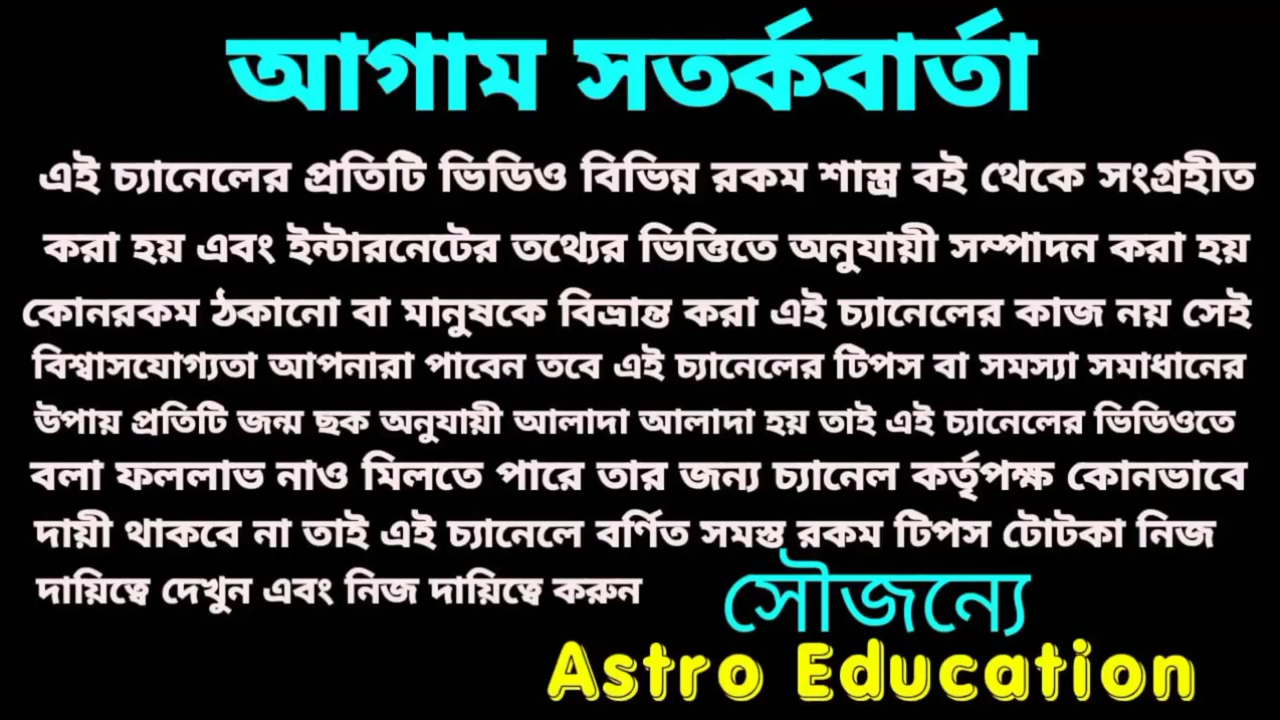 আগাম সতর্কবার্তা
এই চ্যানেলের প্রতিটি ভিডিও বিভিন্ন রকম শাস্ত্র বই থেকে সংগ্রহীত
করা হয় এবং ইন্টারনেটের তথ্যের ভিত্তিতে অনুযায়ী সম্পাদন করা হয়
কোনরকম ঠকানো বা মানুষকে বিভ্রান্ত করা এই চ্যানেলের কাজ নয় সেই
বিশ্বাসযোগ্যতা আপনারা পাবেন তবে এই চ্যানেলের টিপস বা সমস্যা সমাধানের
উপায় প্রতিটি জন্ম ছক অনুযায়ী আলাদা আলাদা হয় তাই এই চ্যানেলের ভিডিওতে
বলা ফললাভ নাও মিলতে পারে তার জন্য চ্যানেল কর্তৃপক্ষ কোনভাবে
দায়ী থাকবে না তাই এই চ্যানেলে বর্ণিত সমস্ত রকম টিপস টোটকা নিজ
দায়িত্বে দেখুন এবং নিজ দায়িত্বে করুন
সৌজন্যে
Astro Education